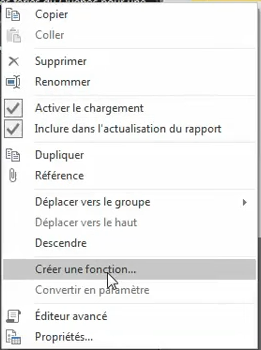 Copier
Coller
Supprimer
Renommer
Activer le chargement
Inclure dans l'actualisation du rapport
Dupliquer
Référence
Déplacer vers le groupe
Déplacer vers le haut
Descendre
Créer une fonction...
Convertir en paramètre
Éditeur avancé
Propriétés...